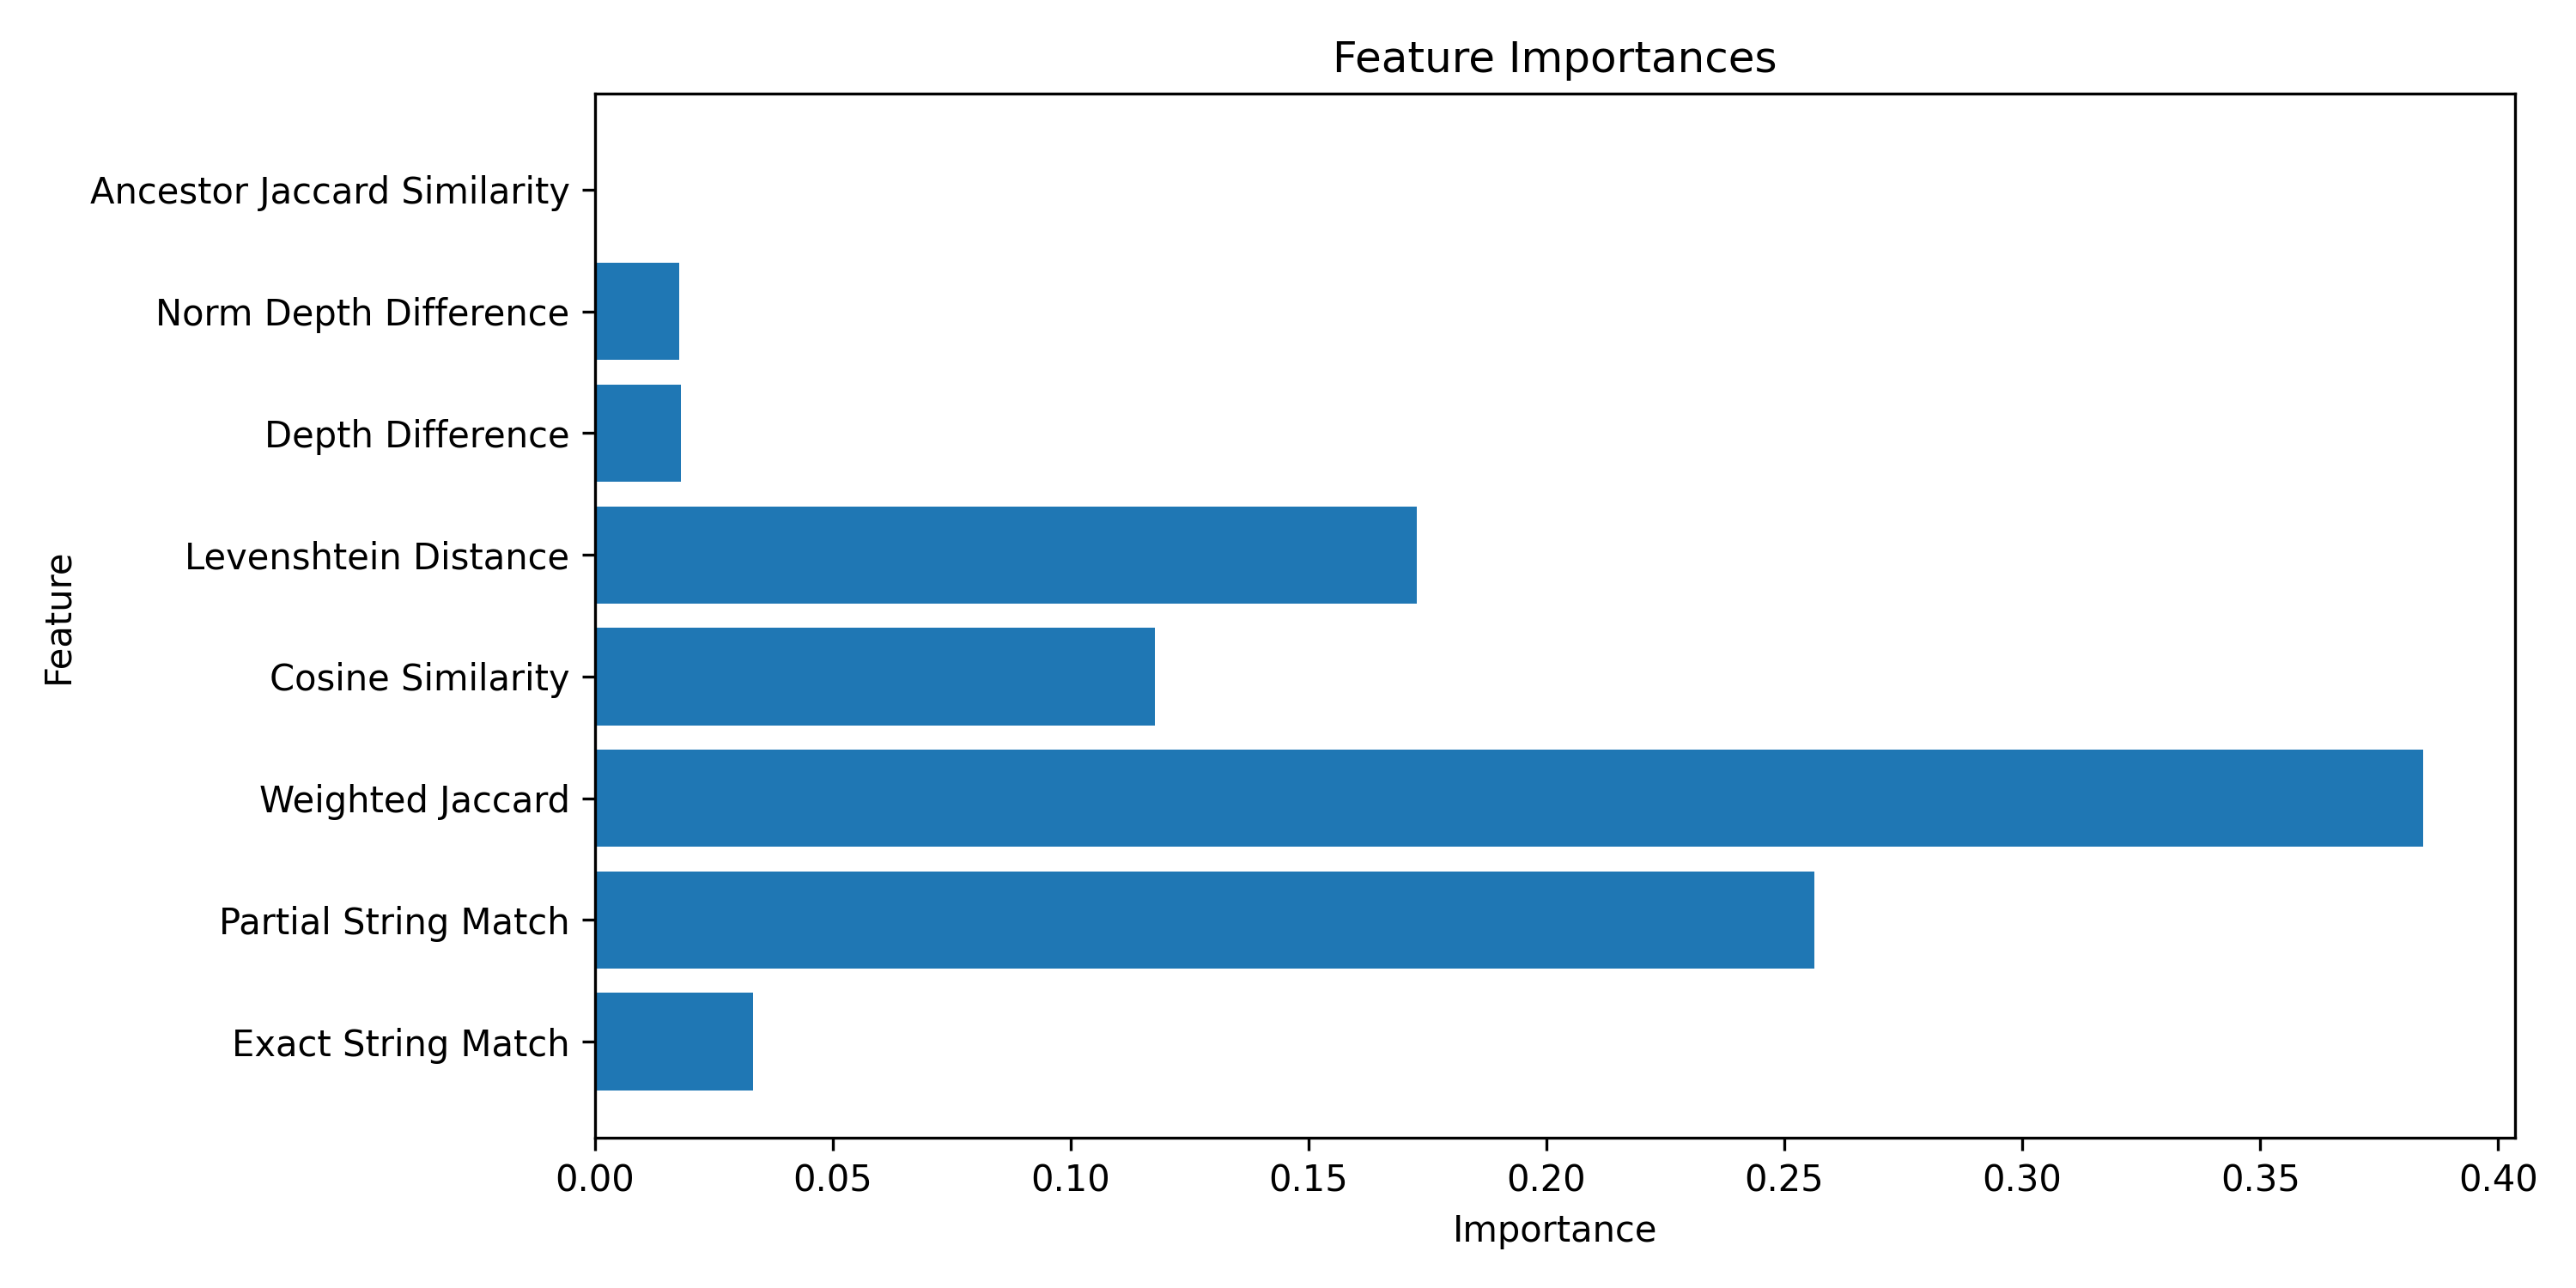 Feature Importances
Feature
Ancestor Jaccard Similarity
Norm Depth Difference
Depth Difference
Levenshtein Distance
Cosine Similarity
Weighted Jaccard
Partial String Match
Exact String Match
0.00 0.05 0.10 0.15 0.20 0.25 0.30 0.35 0.40
Importance